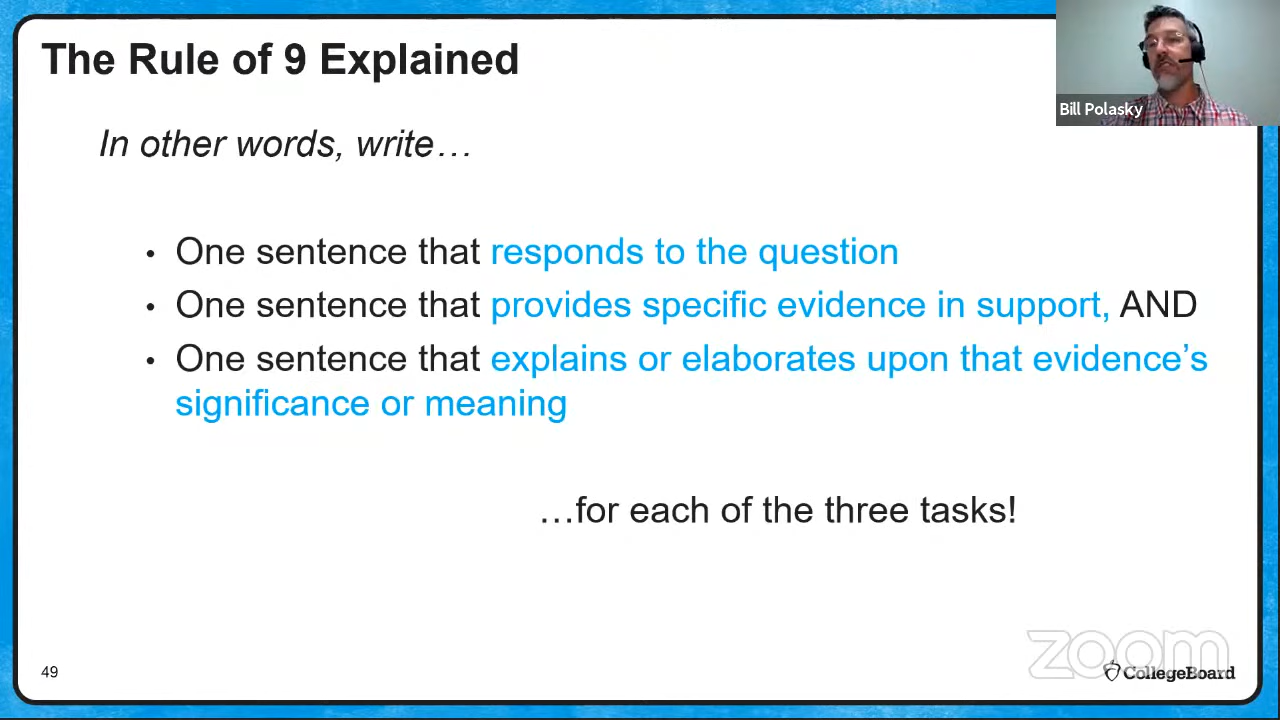 The Rule of 9 Explained
Bill Polasky
In other words, write…
• One sentence that responds to the question
• One sentence that provides specific evidence in support, AND
• One sentence that explains or elaborates upon that evidence’s
significance or meaning
…for each of the three tasks!
zoom
49
CollegeBoard